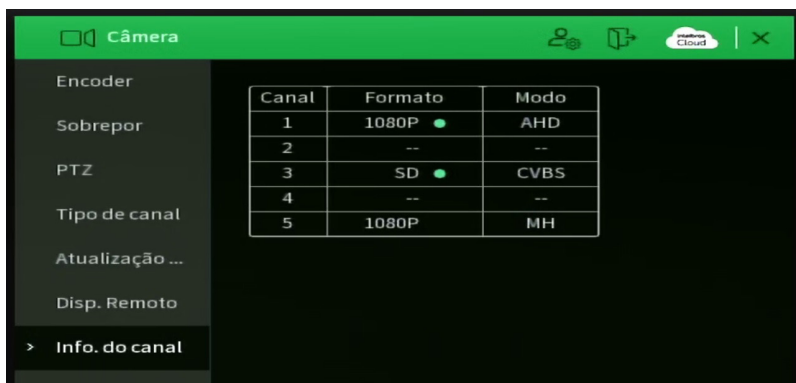 Câmera
intelbras
Cloud
Encoder
Sobrepor
PTZ
Tipo de canal
Atualização ...
Disp. Remoto
> Info. do canal
Canal Formato Modo
1 1080P AHD
2 -- --
3 SD CVBS
4 -- --
5 1080P MH